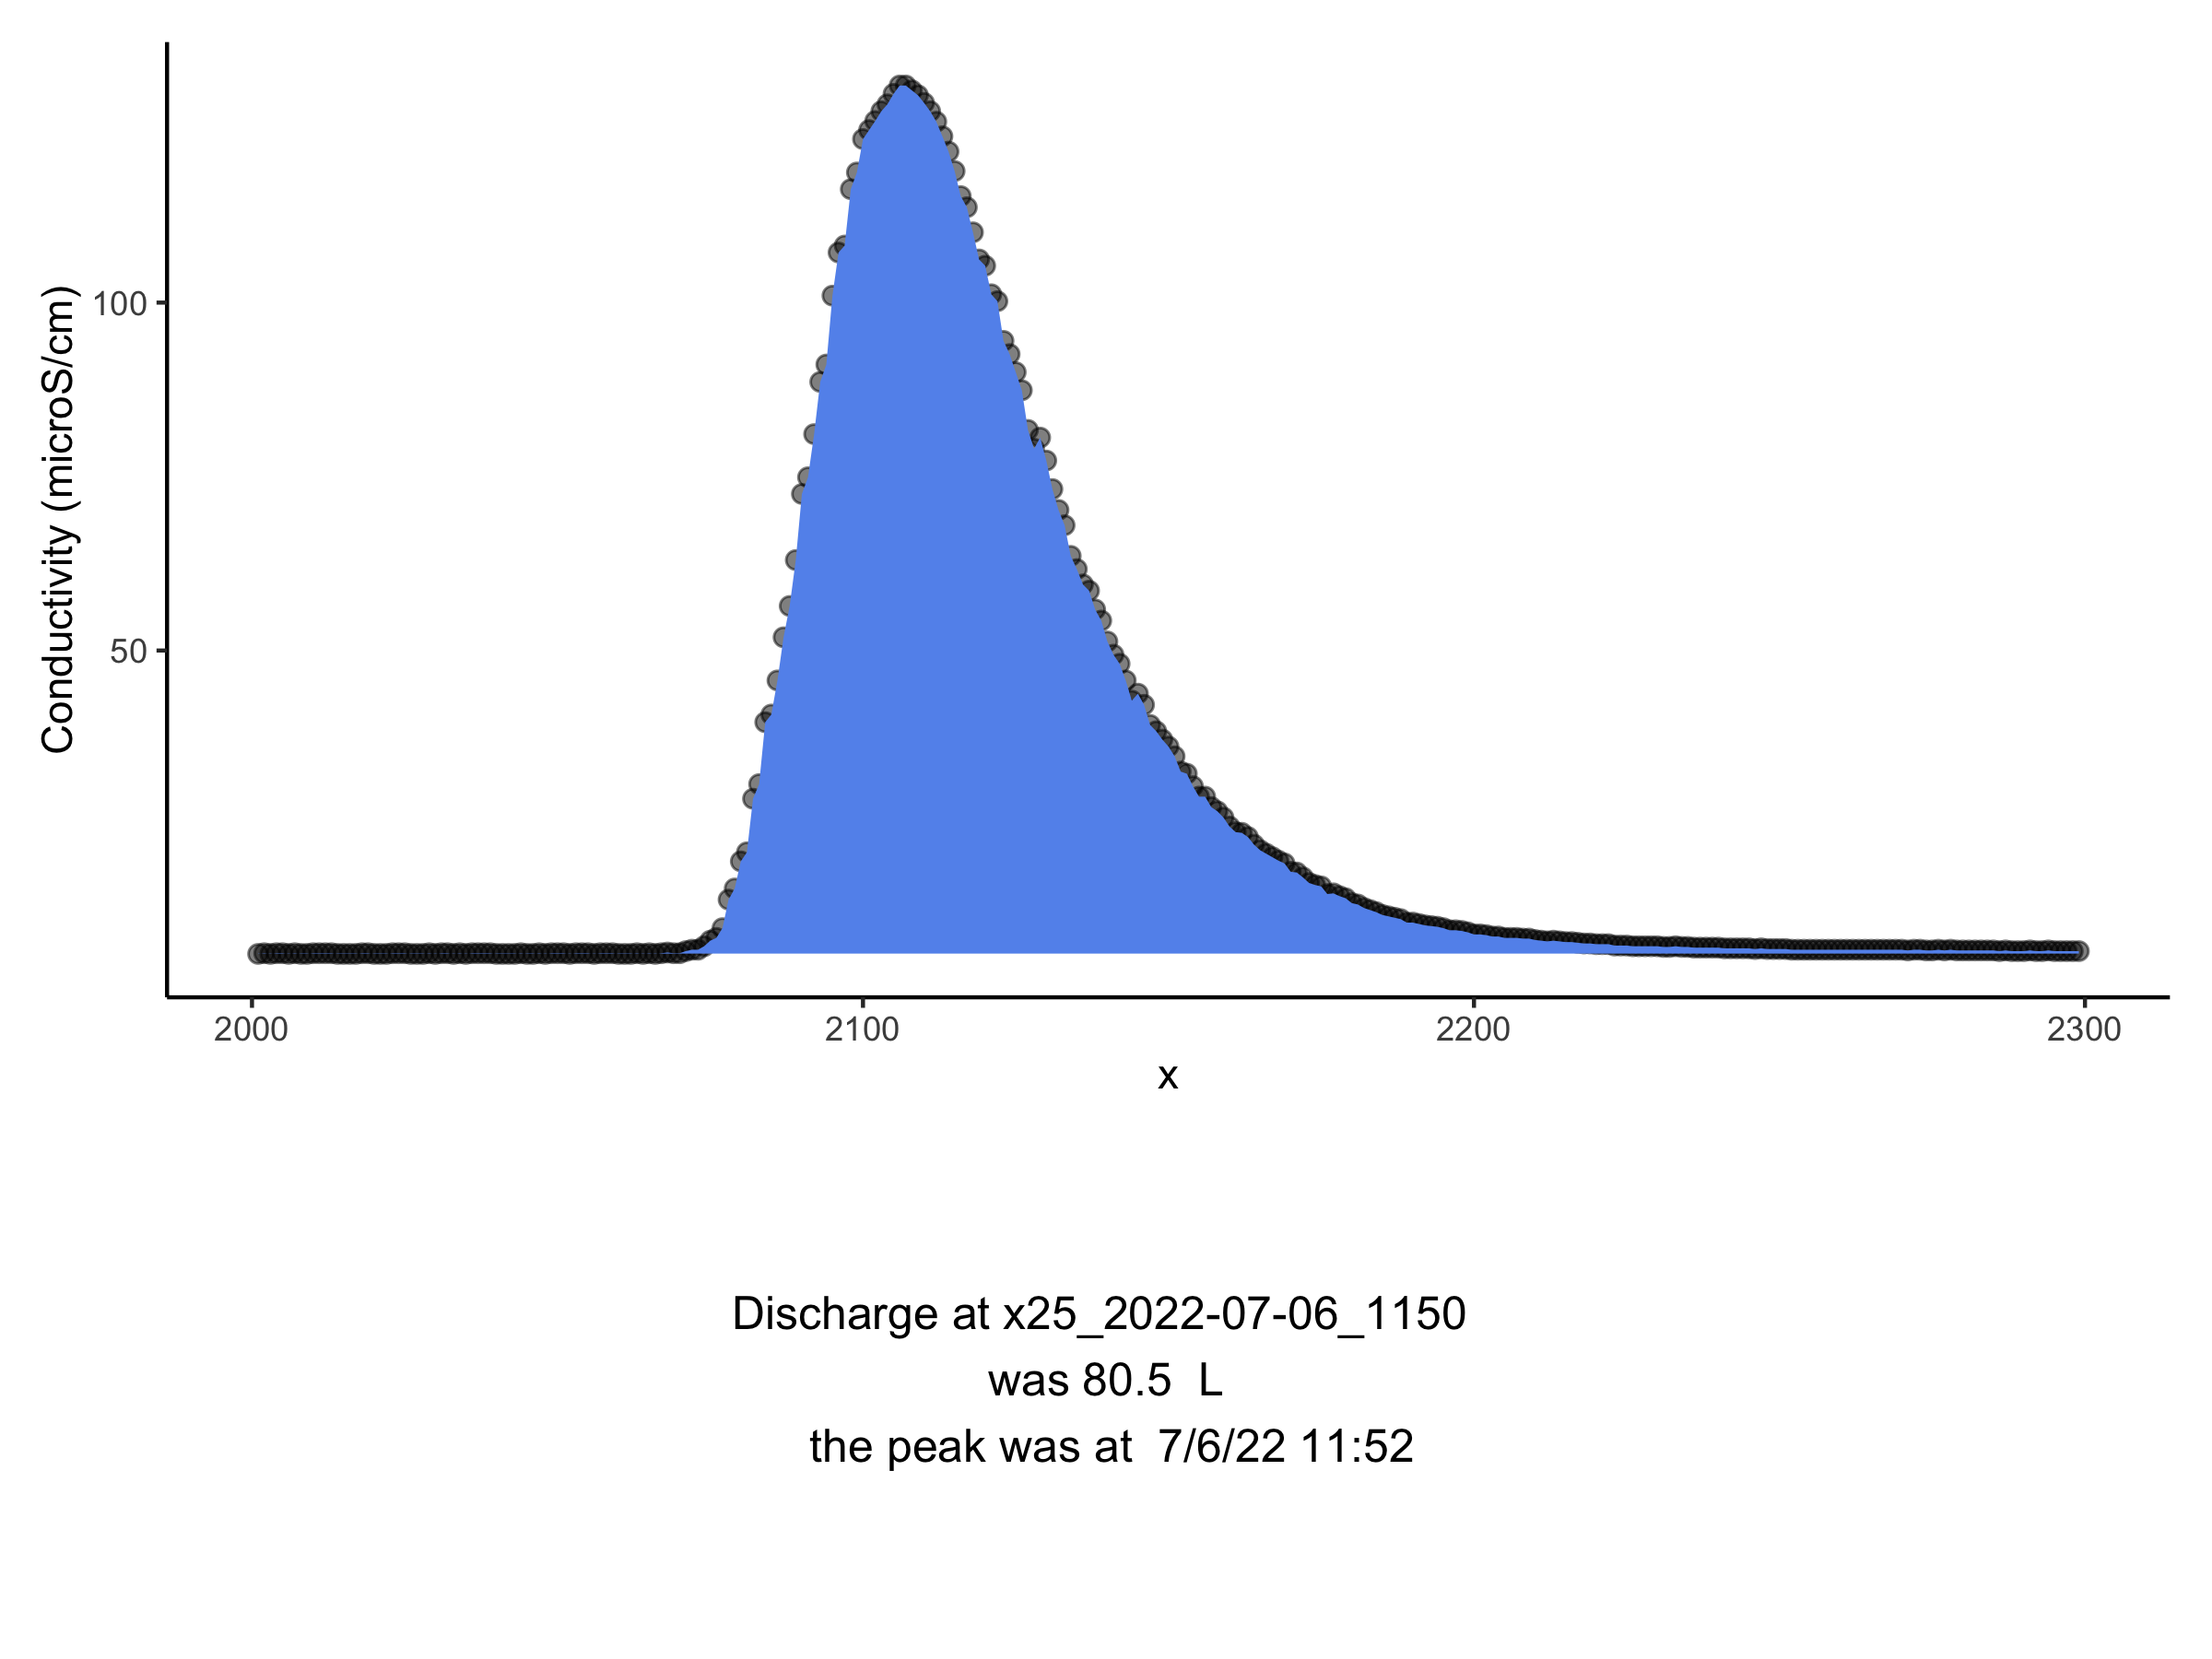 Conductivity (microS/cm)
100
50
2000
2100
2200
2300
x
Discharge at x25_2022-07-06_1150
was 80.5  L
the peak was at  7/6/22 11:52